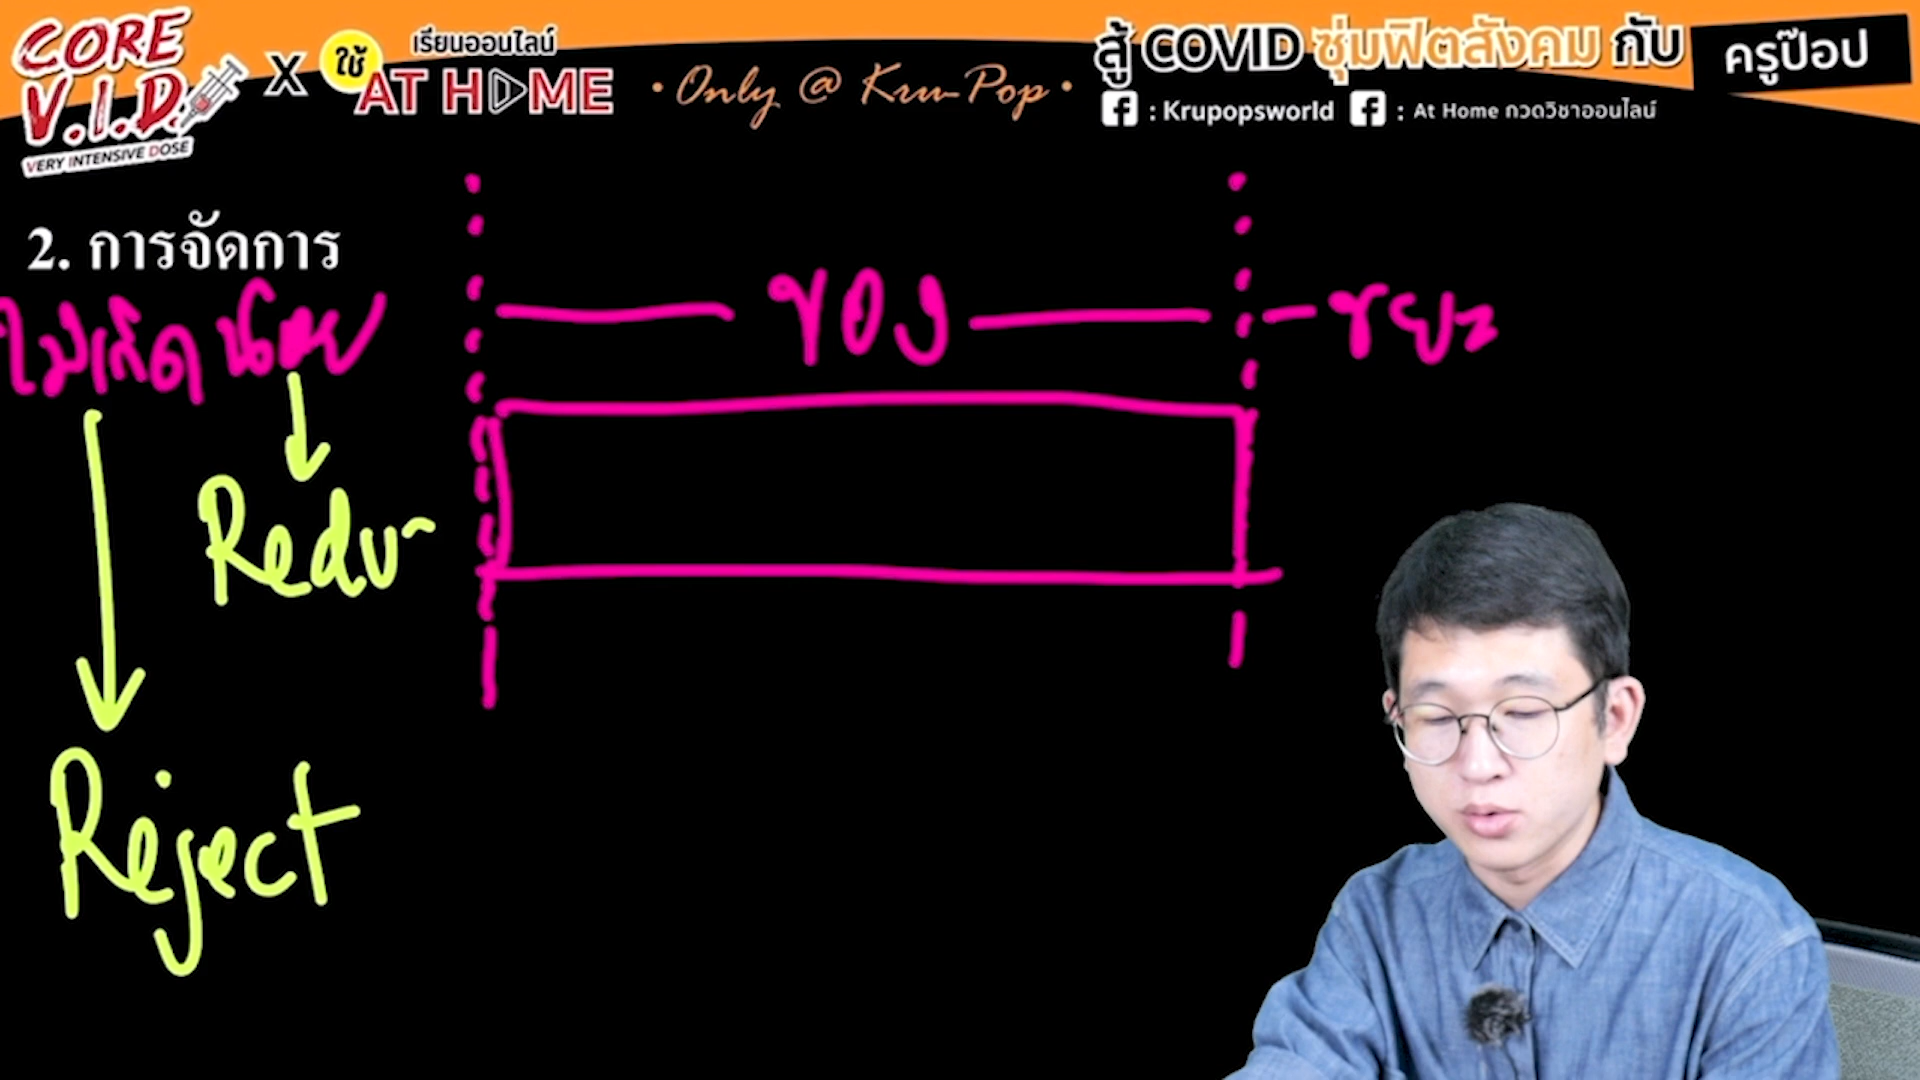 CORE
V.I.D.
VERY INTENSIVE DOSE
X
ใช้
เรียนออนไลน์
AT HOME
• Only @ Kru-Pop •
สู้ COVID ซุ่มฟิตสังคม กับ
ครูป๊อป
: Krupopsworld : At Home กวดวิชาออนไลน์
2. การจัดการ
ไม่เกิด น้อย
ของ
ขยะ
Redu
Reject